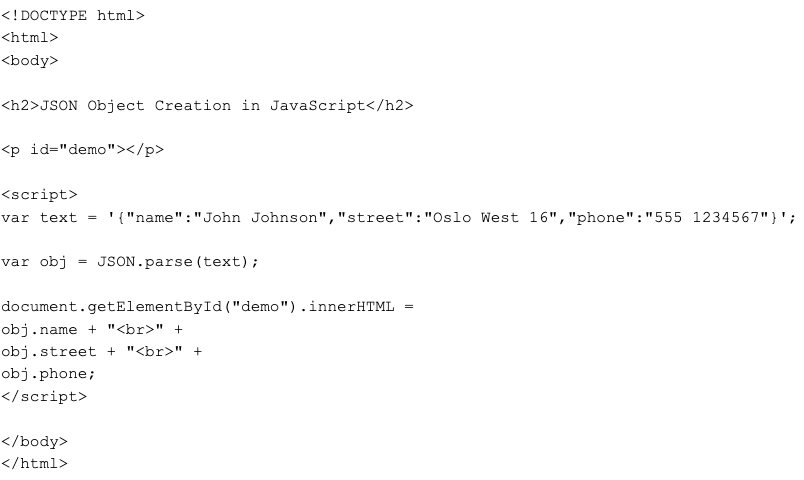 <!DOCTYPE html>
<html>
<body>
<h2>JSON Object Creation in JavaScript</h2>
<p id="demo"></p>
<script>
var text = '{"name":"John Johnson","street":"Oslo West 16","phone":"555 1234567"}';
var obj = JSON.parse(text);
document.getElementById("demo").innerHTML =
obj.name + "<br>" +
obj.street + "<br>" +
obj.phone;
</script>
</body>
</html>